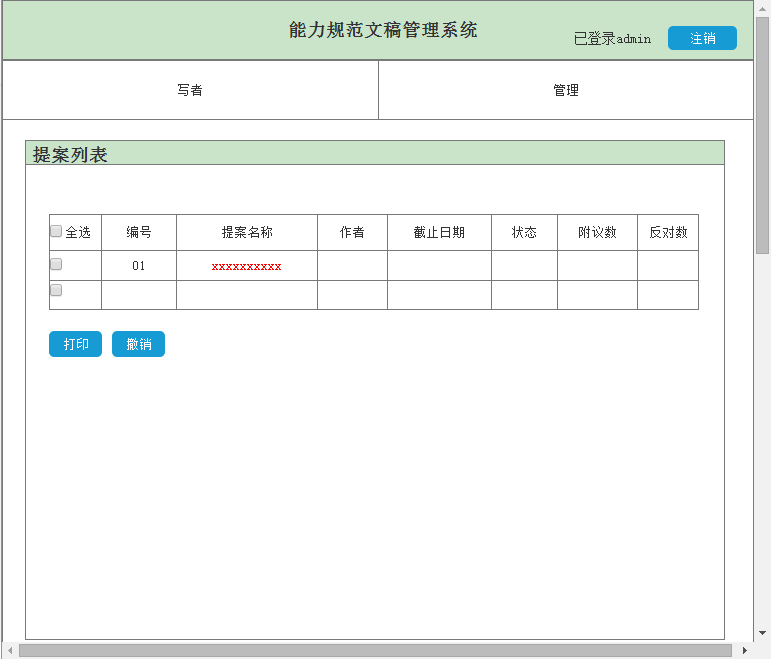 能力规范文稿管理系统
已登录admin 注销
写者 管理
提案列表
全选 编号 提案名称 作者 截止日期 状态 附议数 反对数
01 xxxxxxxxxx
打印 撤销